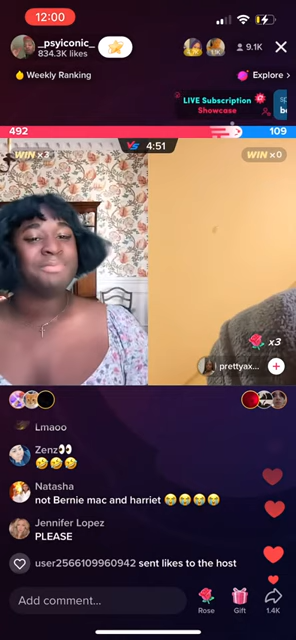 12:00
_psyiconic_
834.3K likes
9.1K
Weekly Ranking
Explore >
LIVE Subscription
Showcase
492
109
WIN x3
VS 4:51
WIN x0
x3
prettyax...
Lmaoo
Zenz👀
🤣🤣🤣
Natasha
not Bernie mac and harriet 😭😭😭😭
Jennifer Lopez
PLEASE
user2566109960942 sent likes to the host
Add comment...
Rose
Gift
1.4K